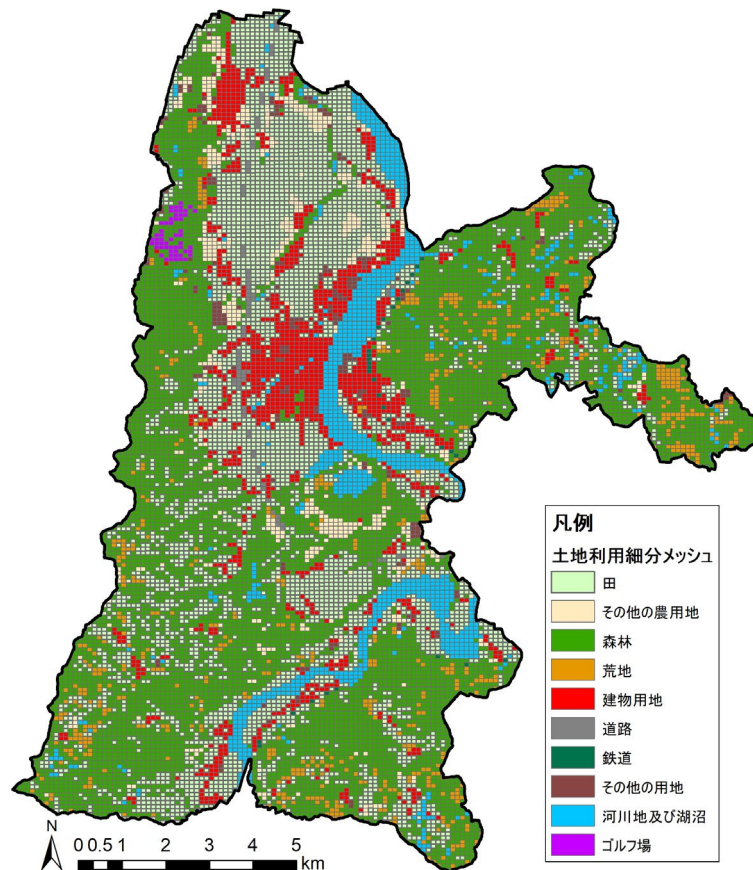 凡例
土地利用細分メッシュ
田
その他の農用地
森林
荒地
建物用地
道路
鉄道
その他の用地
河川地及び湖沼
ゴルフ場
N
0 0.5 1 2 3 4 5
km